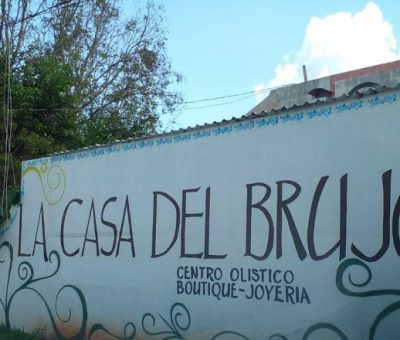 LA CASA DEL BRUJO
CENTRO OLISTICO
BOUTIQUE-JOYERIA